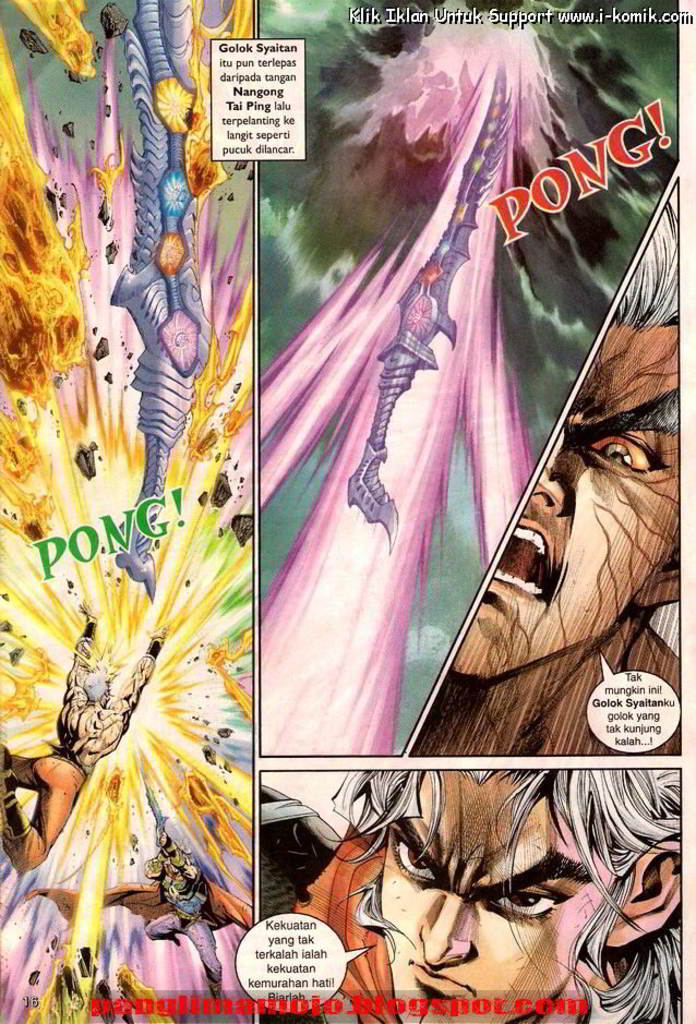 Klik Iklan Untuk Support www.i-komik.com
Golok Syaitan
itu pun terlepas
daripada tangan
Nangong
Tai Ping lalu
terpelanting ke
langit seperti
pucuk dilancar.
PONG!
PONG!
Tak
mungkin ini!
Golok Syaitanku
golok yang
tak kunjung
kalah...!
Kekuatan
yang tak
terkalah ialah
kekuatan
kemurahan hati!
Biarlah
16
panglimamojo.blogspot.com